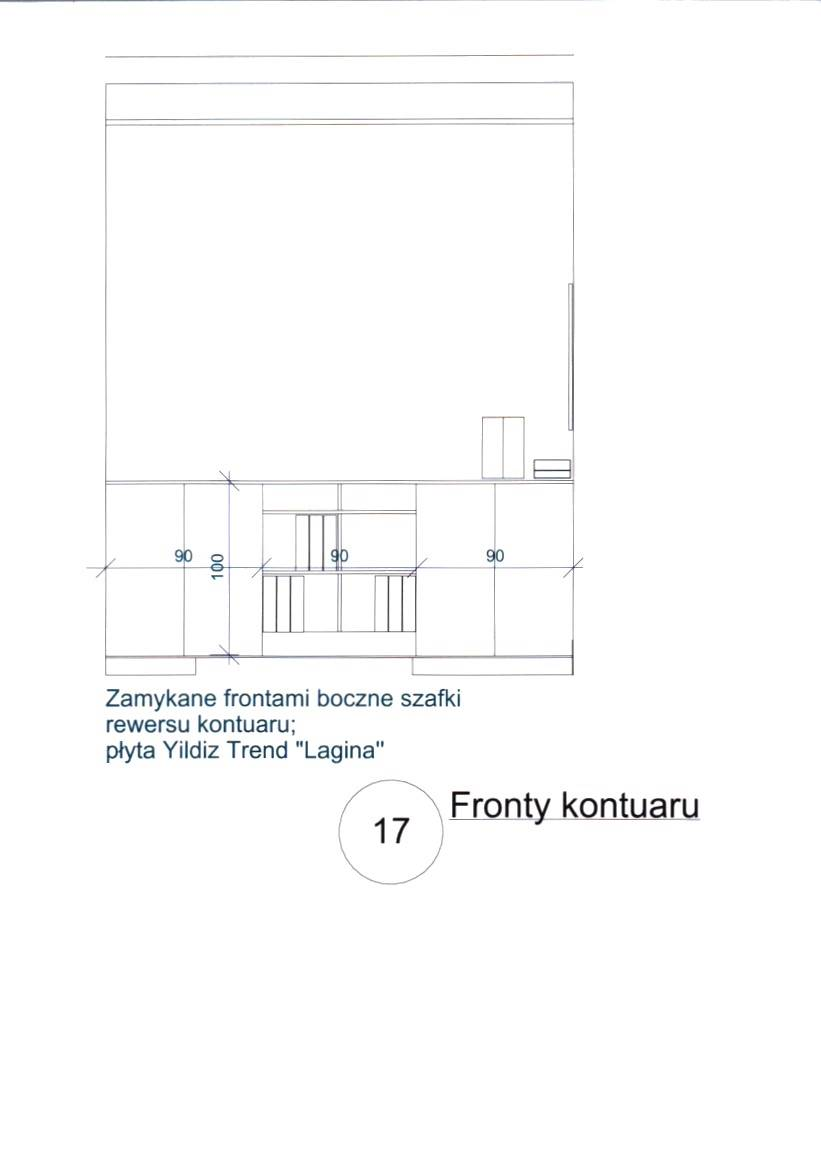 90
100
90
90
Zamykane frontami boczne szafki
rewersu kontuaru;
płyta Yildiz Trend "Lagina"
17
Fronty kontuaru